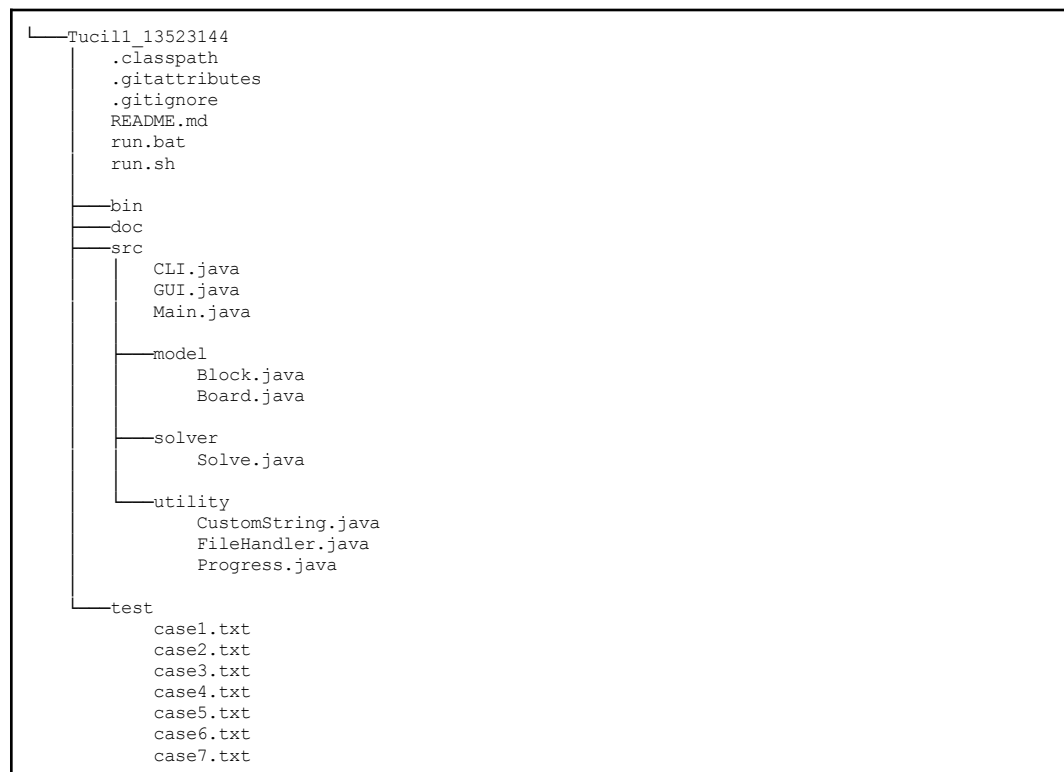 └───Tucil1_13523144
    │   .classpath
    │   .gitattributes
    │   .gitignore
    │   README.md
    │   run.bat
    │   run.sh
    │
    ├───bin
    ├───doc
    ├───src
    │   │   CLI.java
    │   │   GUI.java
    │   │   Main.java
    │   │
    │   ├───model
    │   │       Block.java
    │   │       Board.java
    │   │
    │   ├───solver
    │   │       Solve.java
    │   │
    │   └───utility
    │           CustomString.java
    │           FileHandler.java
    │           Progress.java
    │
    └───test
            case1.txt
            case2.txt
            case3.txt
            case4.txt
            case5.txt
            case6.txt
            case7.txt